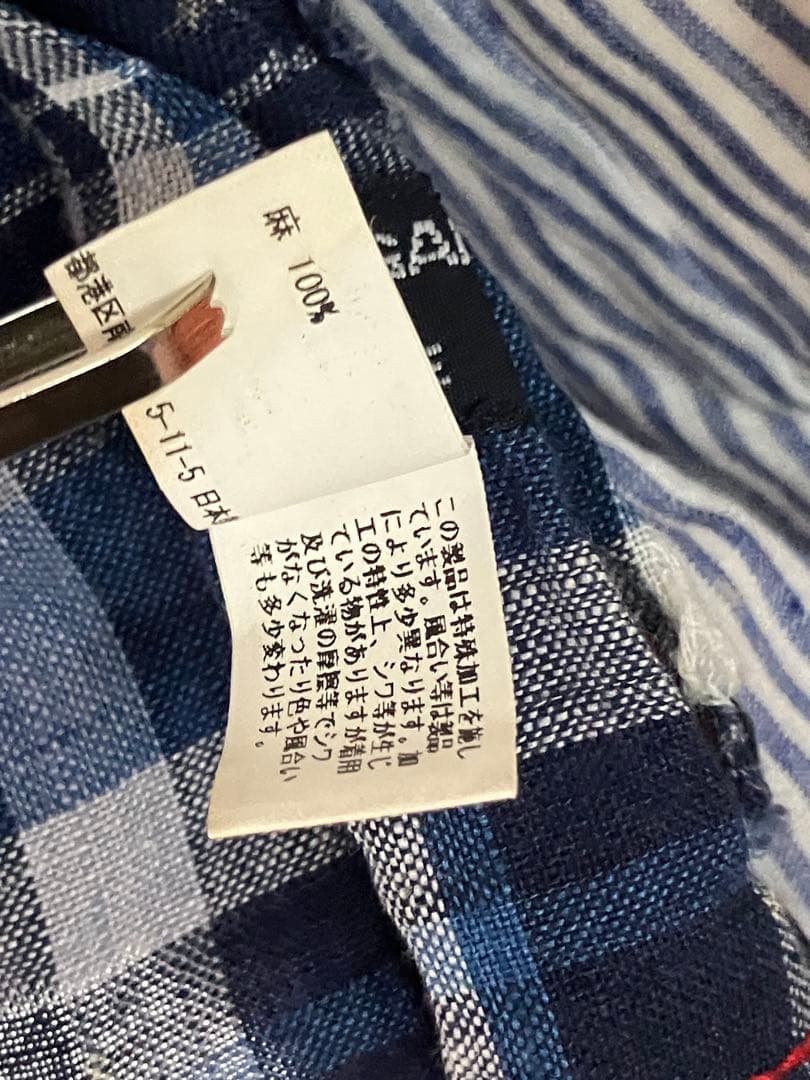 麻 100%
都港区南
5-11-5 日本
この製品は特殊加工を施し
ています。風合い等は製品
により多少異なります。加
工の特性上、シワ等が生じ
ている物がありますが着用
及び洗濯の摩擦等でシワ
がなくなったり色や風合い
等も多少変わります。